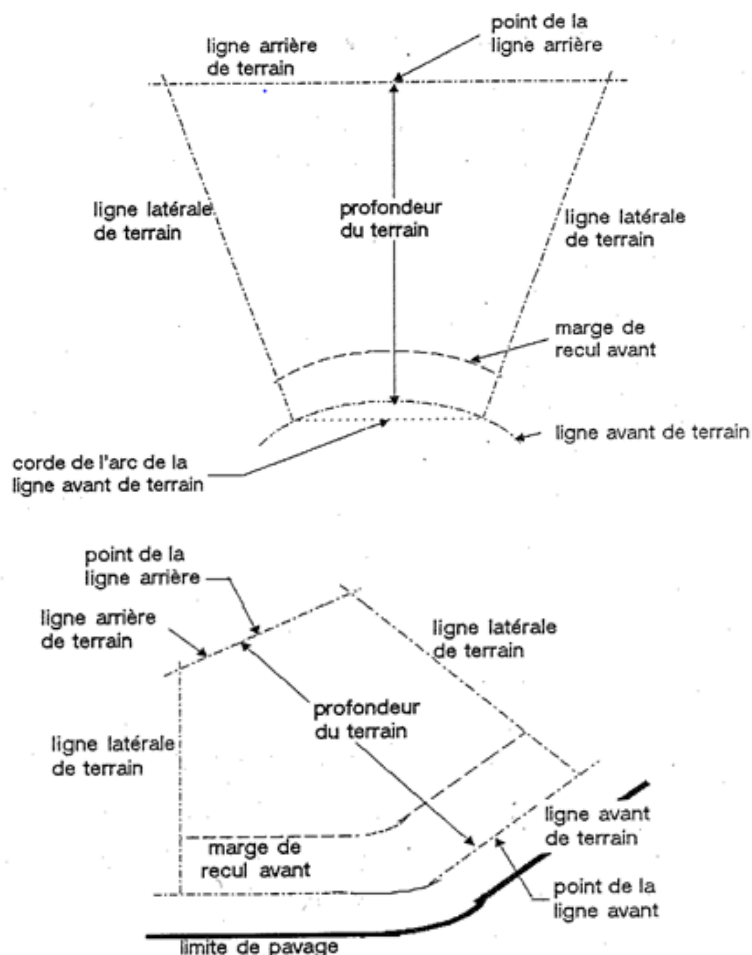 ligne arrière
de terrain
point de la
ligne arrière
ligne latérale
de terrain
profondeur
du terrain
ligne latérale
de terrain
marge de
recul avant
ligne avant de terrain
corde de l'arc de la
ligne avant de terrain
point de la
ligne arrière
ligne arrière
de terrain
ligne latérale
de terrain
profondeur
du terrain
ligne latérale
de terrain
ligne avant
de terrain
marge de
recul avant
point de la
ligne avant
limite de pavage